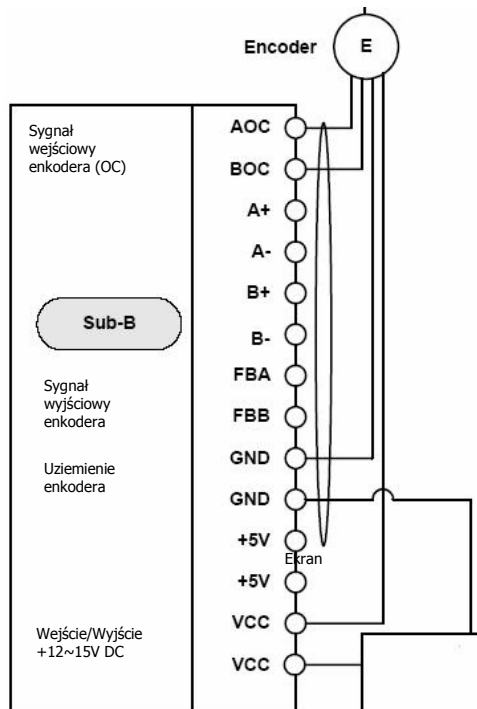 Encoder
E
Sygnał
wejściowy
enkodera (OC)
AOC
BOC
A+
A-
B+
Sub-B
B-
FBA
Sygnał
wyjściowy
enkodera
FBB
Uziemienie
enkodera
GND
GND
+5V
Ekran
+5V
Wejście/Wyjście
+12~15V DC
VCC
VCC